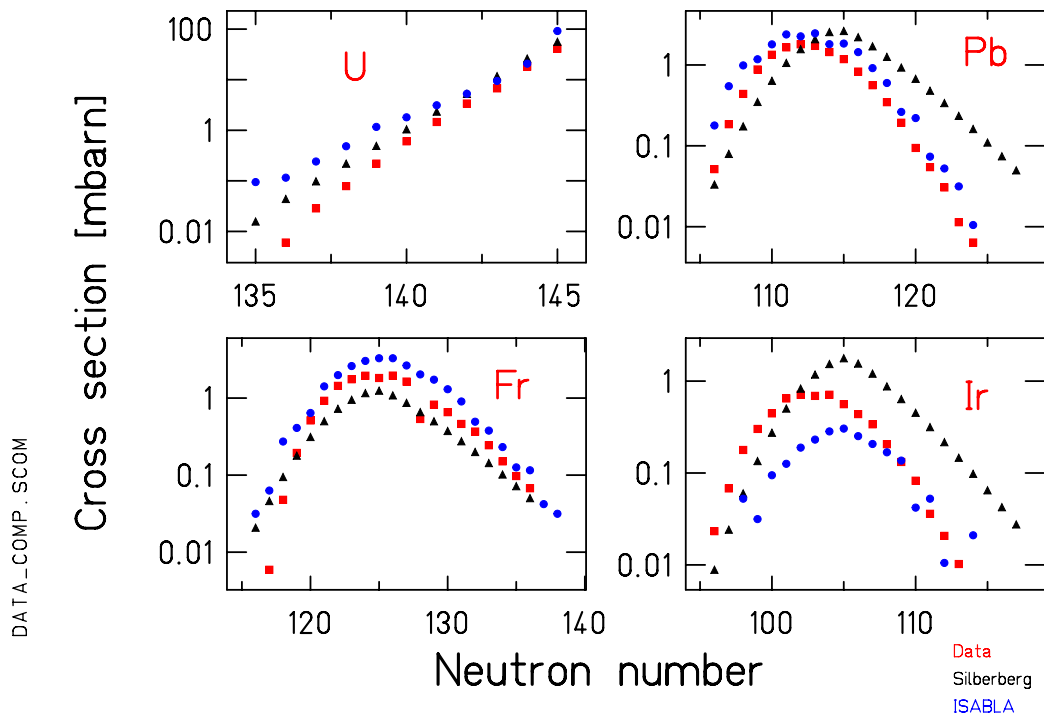 Cross section [mbarn]
DATA_COMP.SCOM
100
1
0.01
U
135
140
145
1
0.1
0.01
Pb
110
120
1
0.1
0.01
Fr
120
130
140
1
0.1
0.01
Ir
100
110
Neutron number
Data
Silberberg
ISABLA